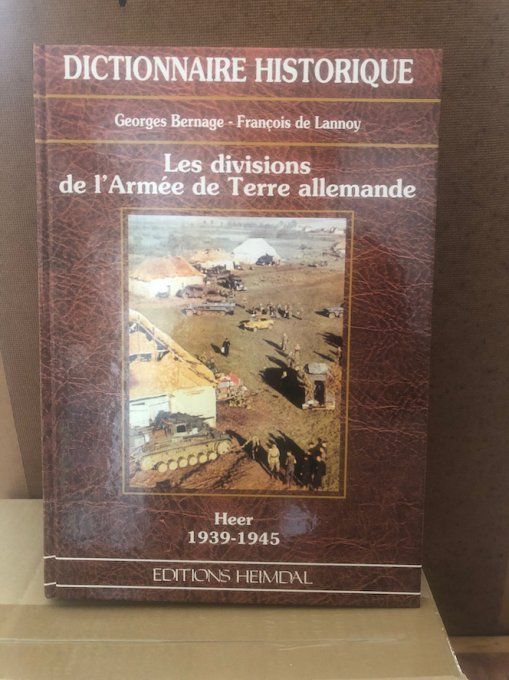 DICTIONNAIRE HISTORIQUE
Georges Bernage - François de Lannoy
Les divisions
de l'Armée de Terre allemande
Heer
1939-1945
EDITIONS HEIMDAL